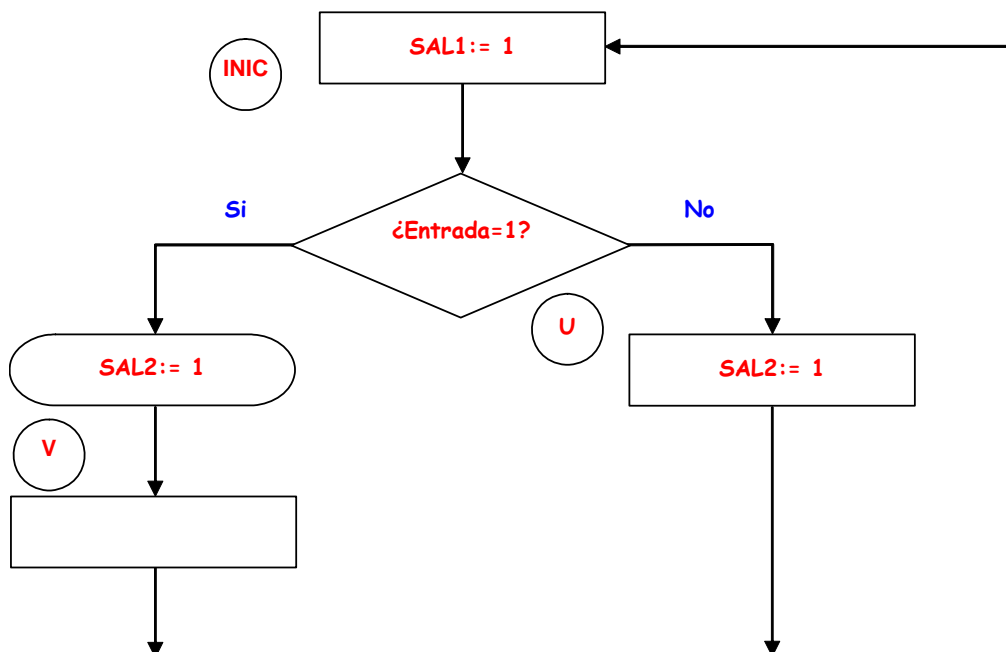 SAL1:= 1
INIC
Si
¿Entrada=1?
No
U
SAL2:= 1
SAL2:= 1
V